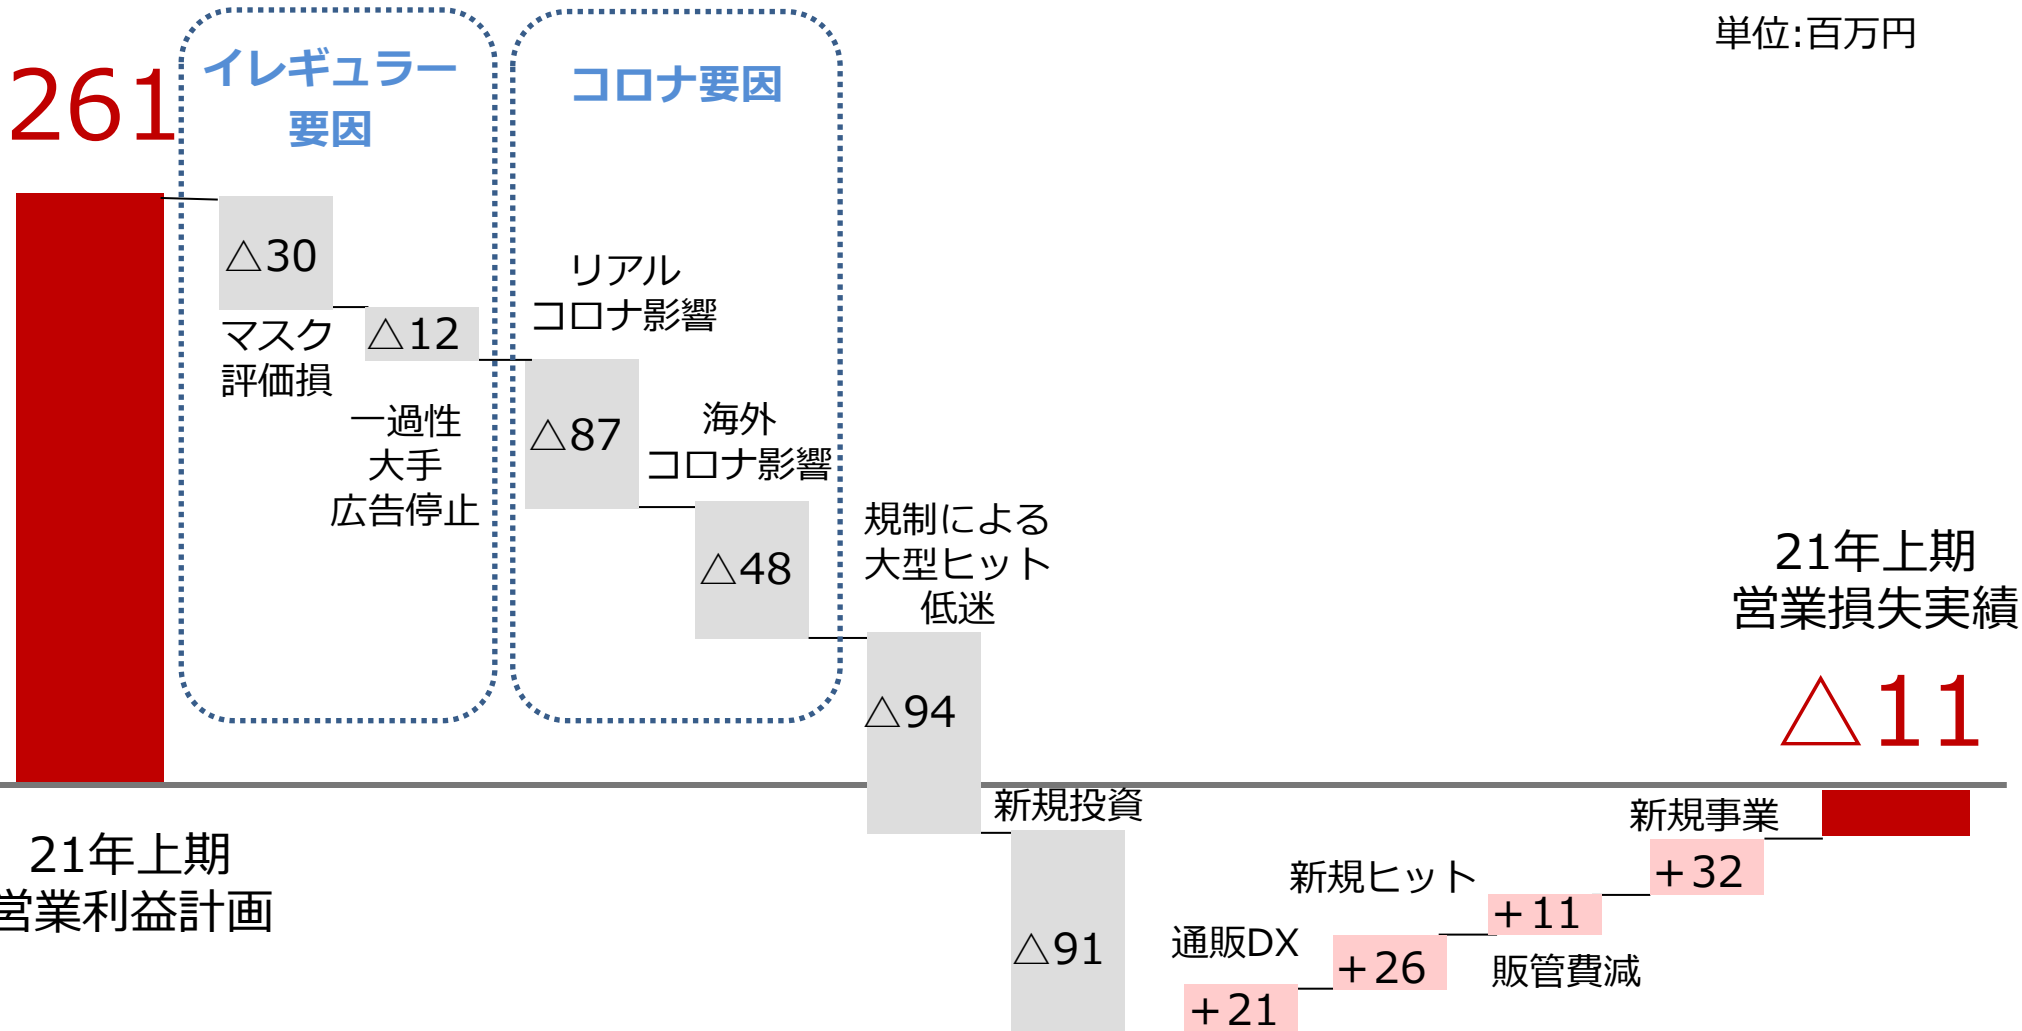 単位:百万円
261
イレギュラー
要因
コロナ要因
△30
マスク
評価損
△12
一過性
大手
広告停止
リアル
コロナ影響
△87
海外
コロナ影響
△48
規制による
大型ヒット
低迷
△94
新規投資
△91
通販DX
+21
新規ヒット
+26
+11
販管費減
新規事業
+32
21年上期
営業損失実績
△11
21年上期
営業利益計画